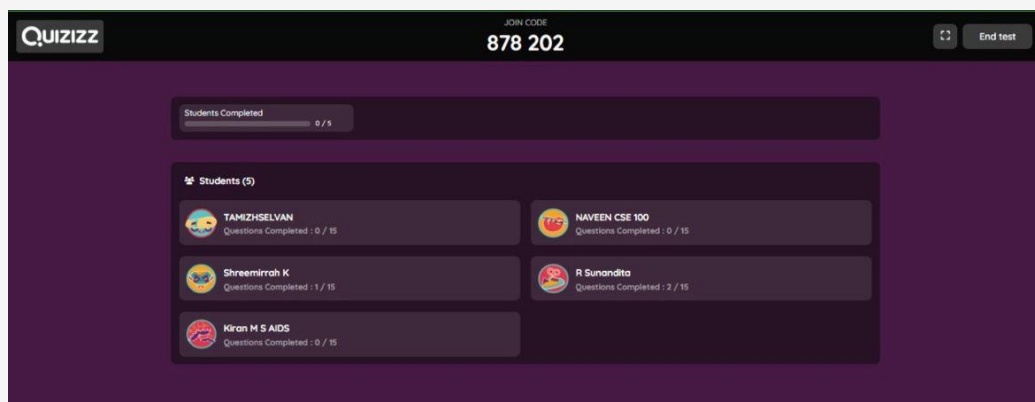 QUIZIZZ
JOIN CODE
878 202
End test
Students Completed
0 / 5
Students (5)
TAMIZHSELVAN
Questions Completed : 0 / 15
NAVEEN CSE 100
Questions Completed : 0 / 15
Shreemirrah K
Questions Completed : 1 / 15
R Sunandita
Questions Completed : 2 / 15
Kiran M S AIDS
Questions Completed : 0 / 15